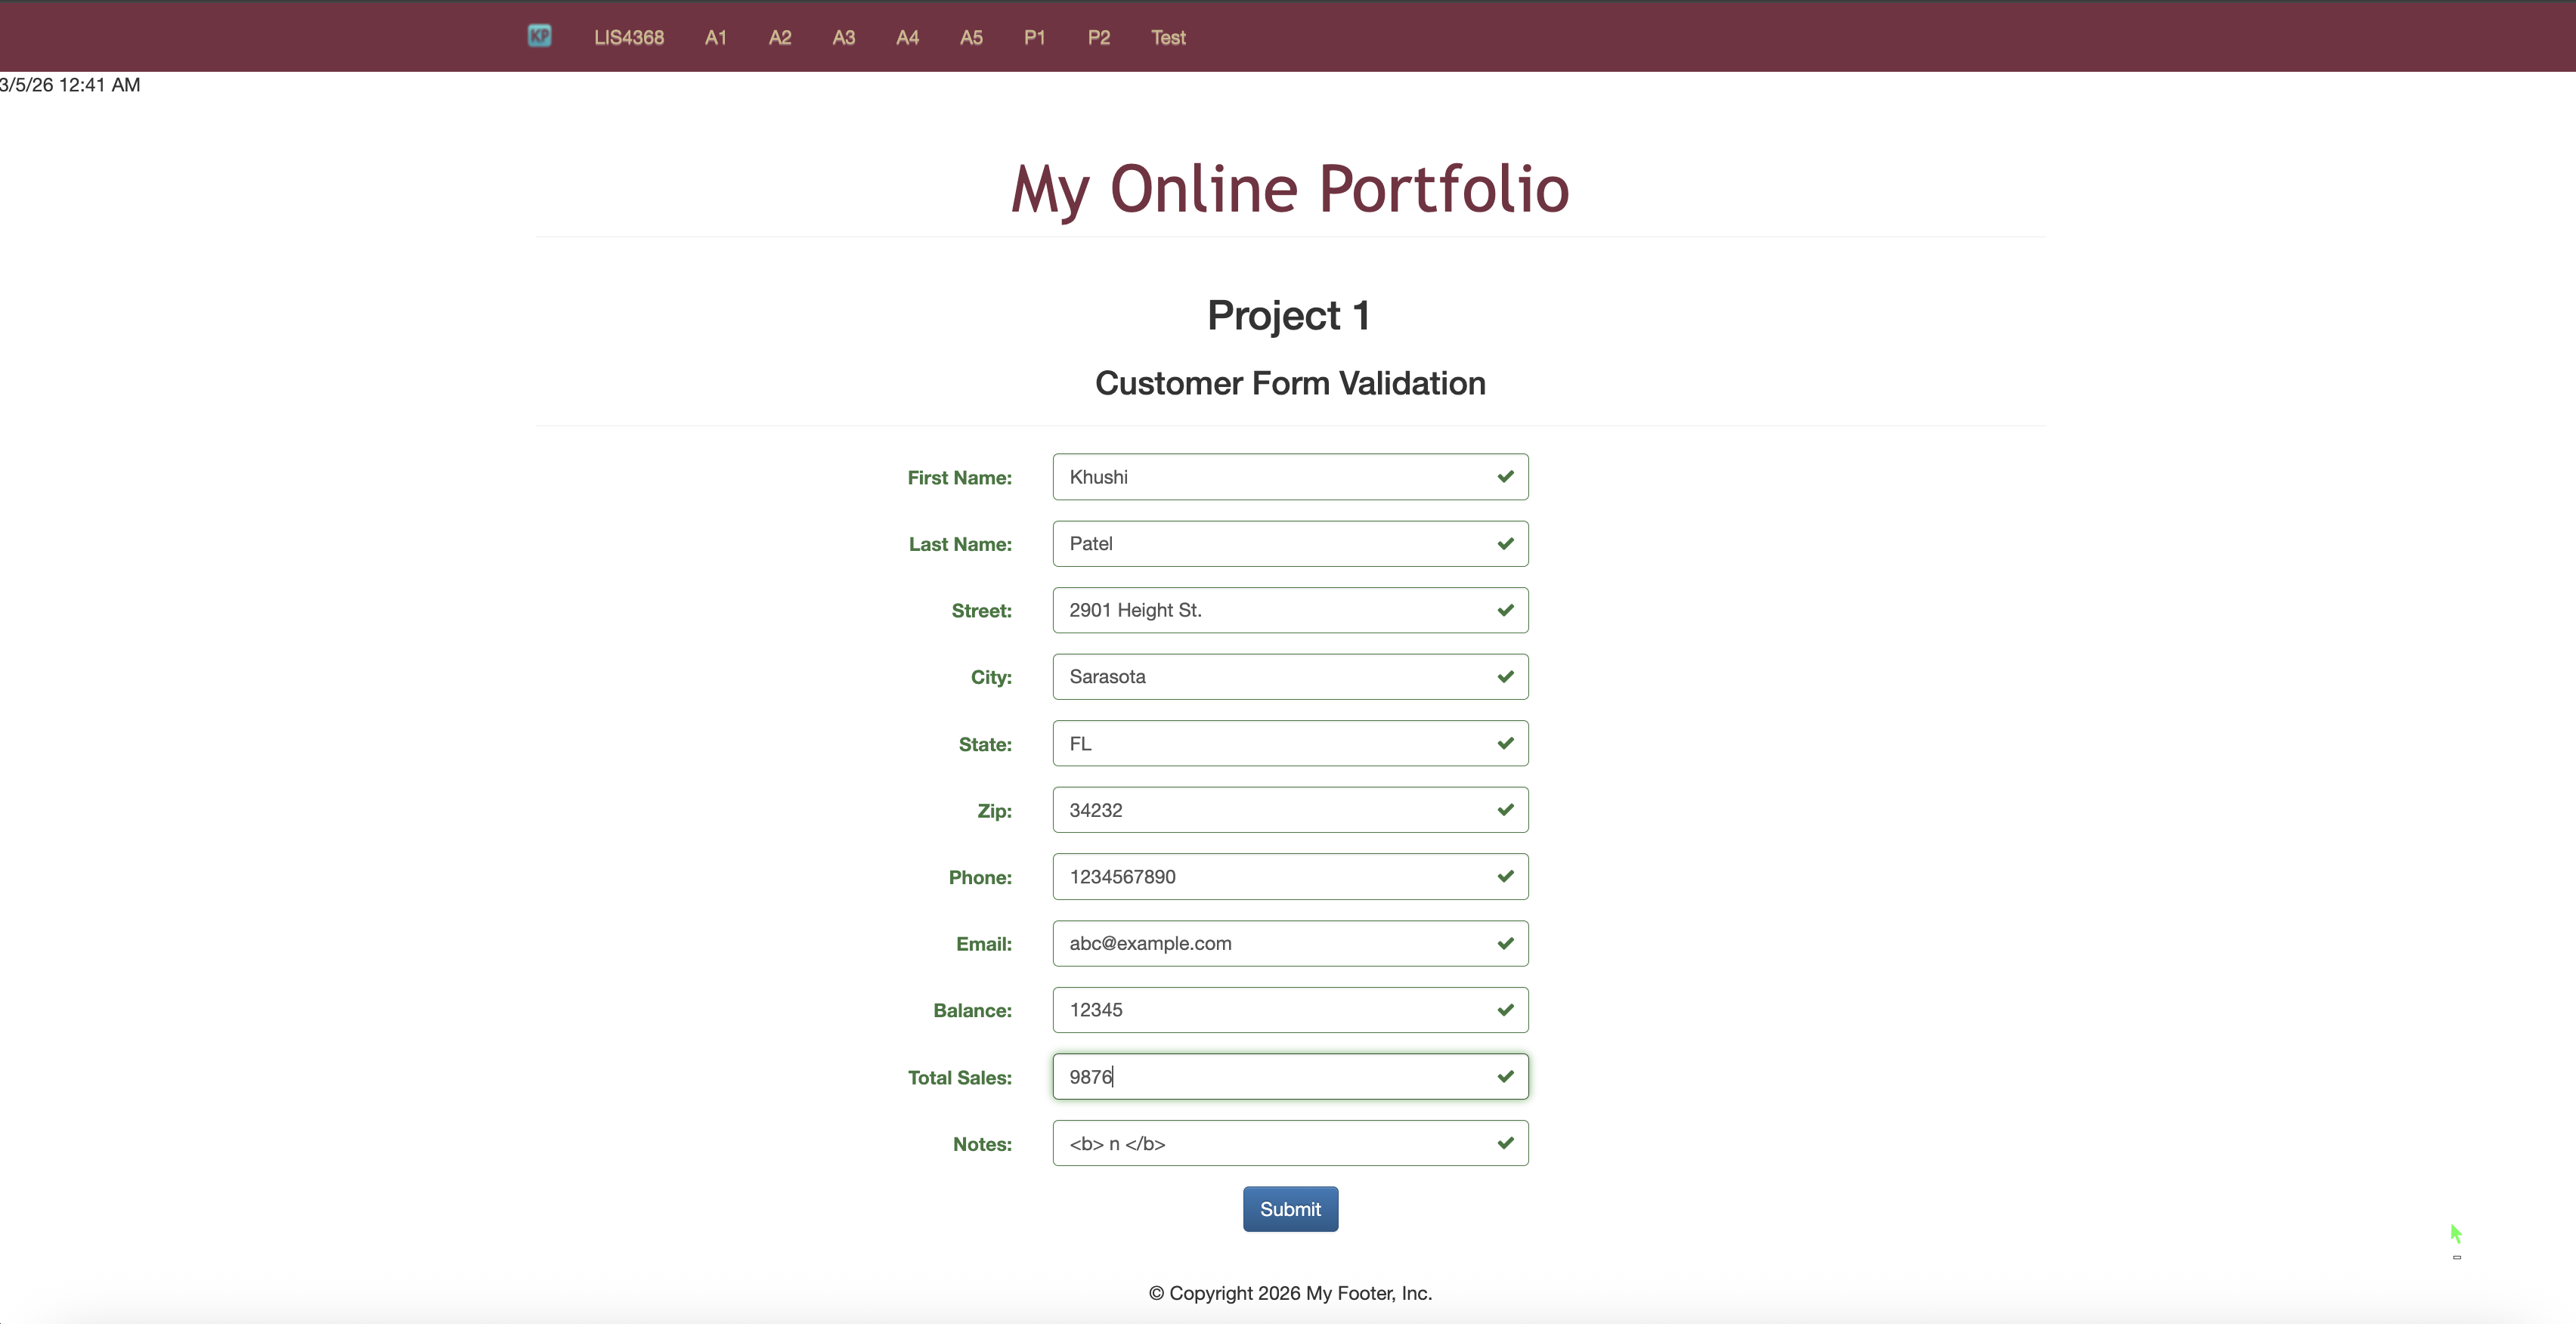 KP LIS4368 A1 A2 A3 A4 A5 P1 P2 Test
3/5/26 12:41 AM
My Online Portfolio
Project 1
Customer Form Validation
First Name: Khushi
Last Name: Patel
Street: 2901 Height St.
City: Sarasota
State: FL
Zip: 34232
Phone: 1234567890
Email: abc@example.com
Balance: 12345
Total Sales: 9876
Notes: <b> n </b>
Submit
© Copyright 2026 My Footer, Inc.